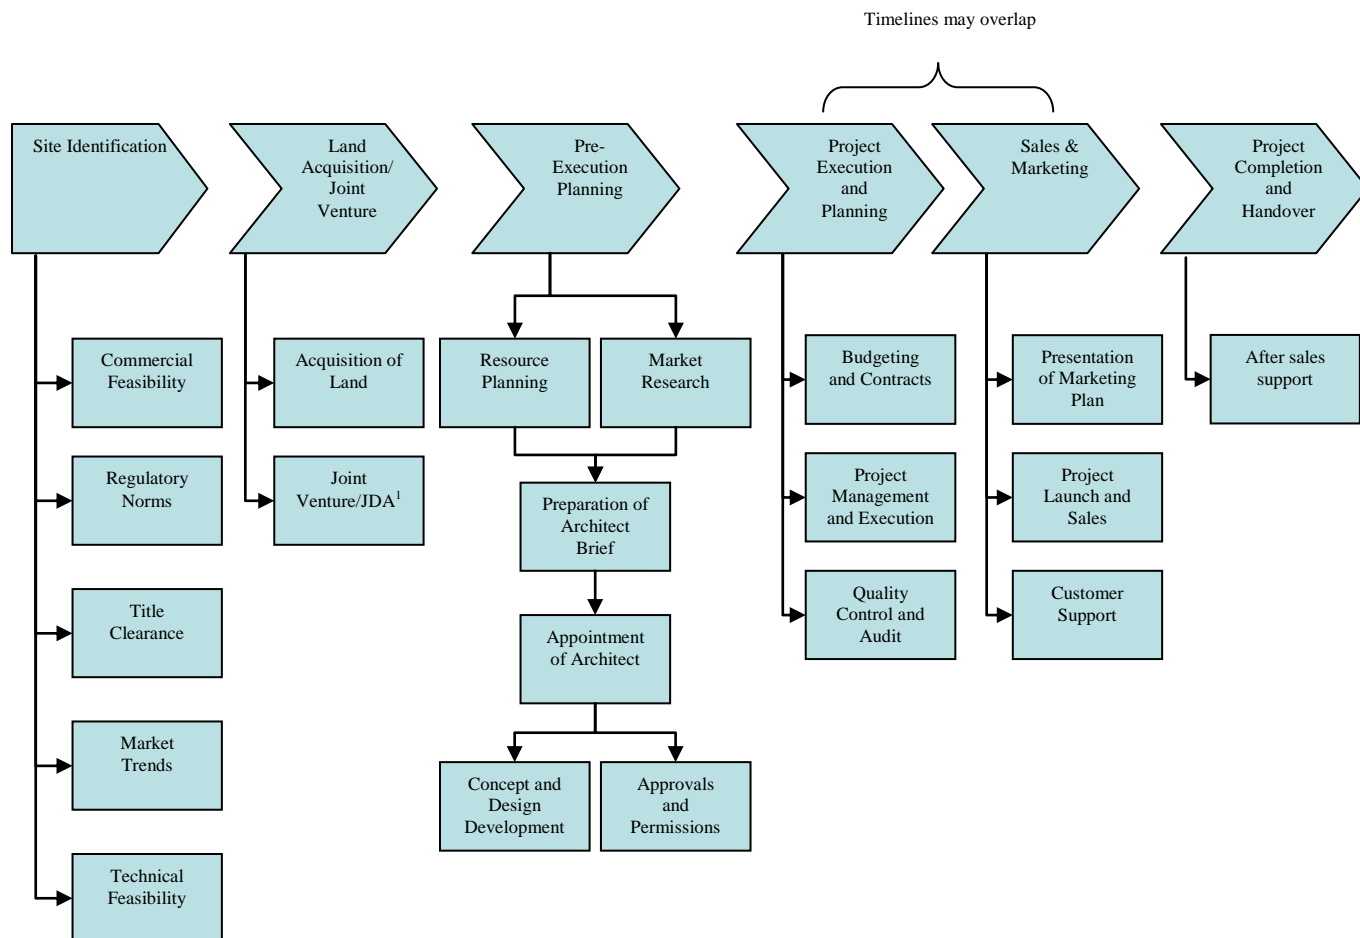 Timelines may overlap
Site Identification
Land
Acquisition/
Joint
Venture
Pre-
Execution
Planning
Project
Execution
and
Planning
Sales &
Marketing
Project
Completion
and
Handover
Commercial
Feasibility
Regulatory
Norms
Title
Clearance
Market
Trends
Technical
Feasibility
Acquisition of
Land
Joint
Venture/JDA¹
Resource
Planning
Market
Research
Preparation of
Architect
Brief
Appointment
of Architect
Concept and
Design
Development
Approvals
and
Permissions
Budgeting
and Contracts
Project
Management
and Execution
Quality
Control and
Audit
Presentation
of Marketing
Plan
Project
Launch and
Sales
Customer
Support
After sales
support